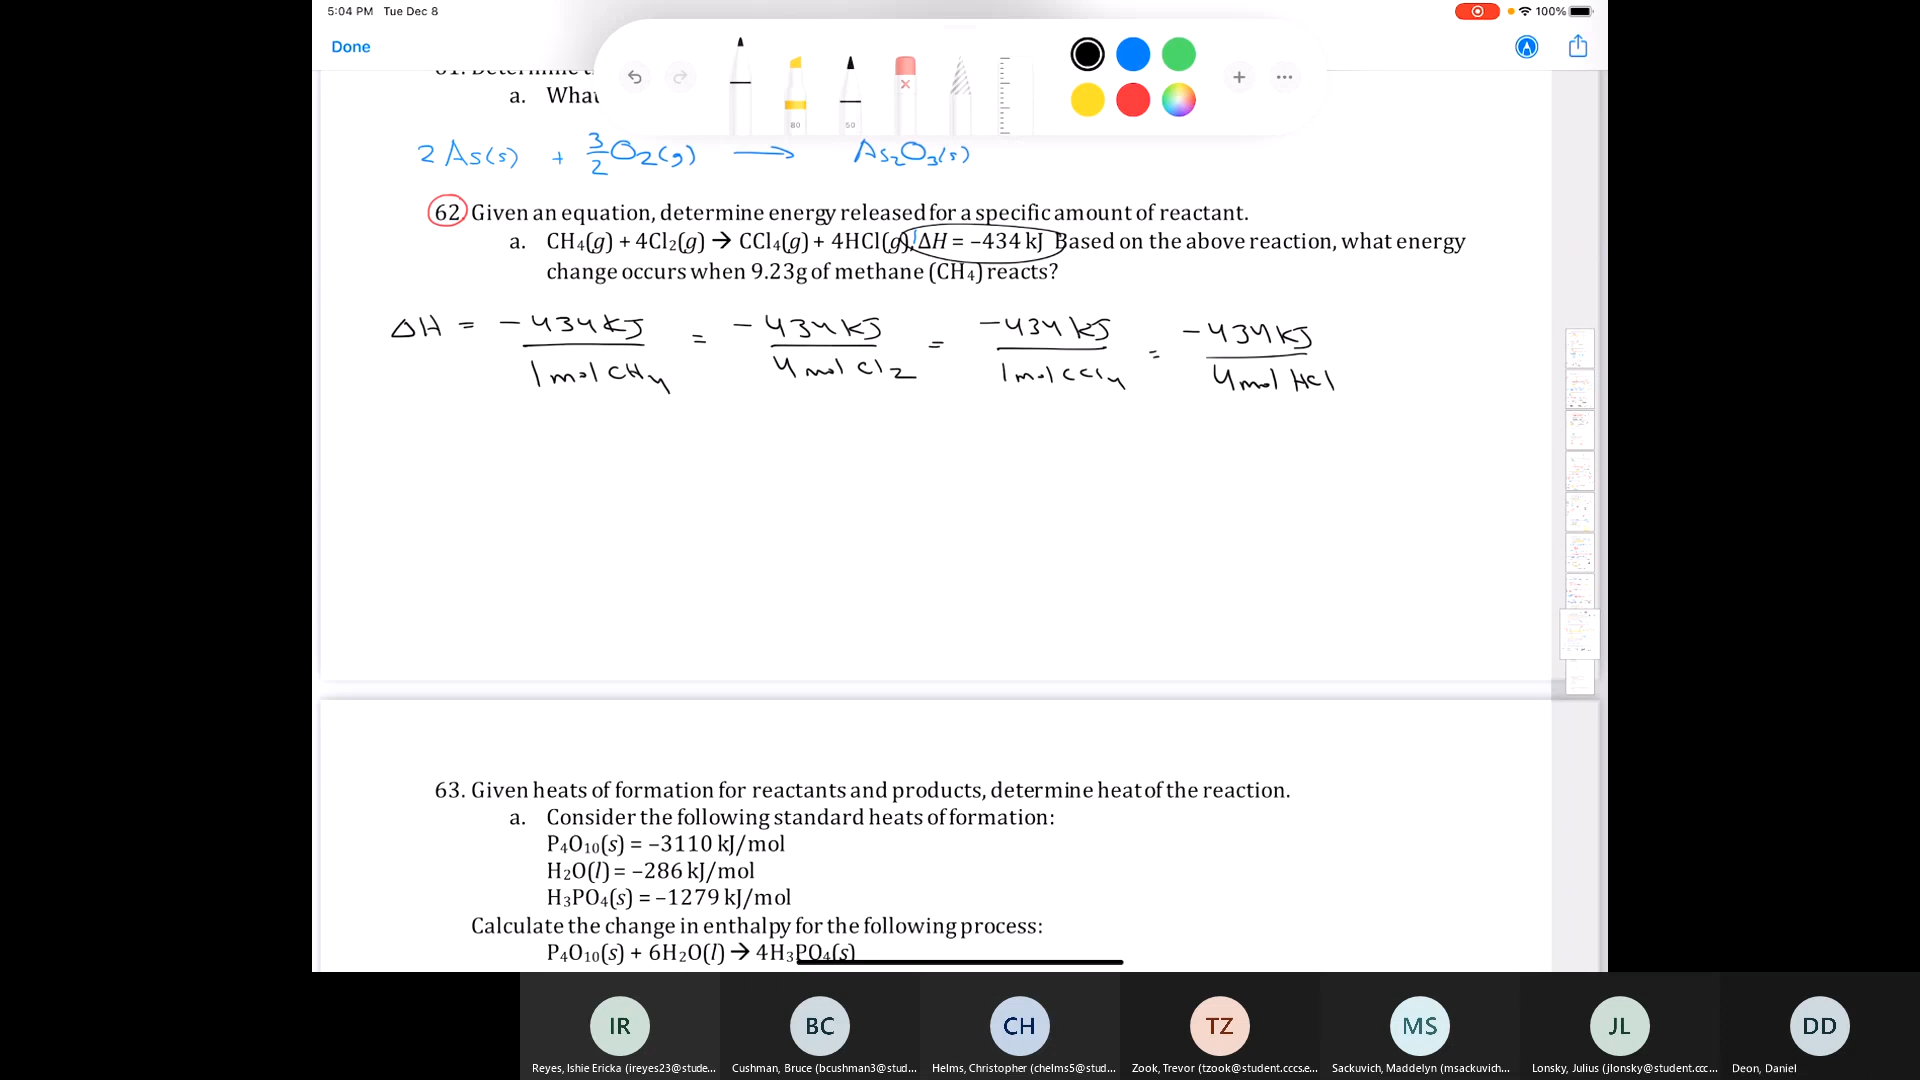 5:04 PM Tue Dec 8
100%
Done
80
50
a. What
2 As(s) + 3/2 O₂(g) ⟶ As₂O₃(s)
62. Given an equation, determine energy released for a specific amount of reactant.
a. CH₄(g) + 4Cl₂(g) → CCl₄(g) + 4HCl(g), ΔH = –434 kJ Based on the above reaction, what energy
change occurs when 9.23g of methane (CH₄) reacts?
ΔH = -434 kJ / 1 mol CH₄ = -434 kJ / 4 mol Cl₂ = -434 kJ / 1 mol CCl₄ = -434 kJ / 4 mol HCl
63. Given heats of formation for reactants and products, determine heat of the reaction.
a. Consider the following standard heats of formation:
P₄O₁₀(s) = –3110 kJ/mol
H₂O(l) = –286 kJ/mol
H₃PO₄(s) = –1279 kJ/mol
Calculate the change in enthalpy for the following process:
P₄O₁₀(s) + 6H₂O(l) → 4H₃PO₄(s)
IR BC CH TZ MS JL DD
Reyes, Ishie Ericka (ireyes23@stude... Cushman, Bruce (bcushman3@stud... Helms, Christopher (chelms5@stud... Zook, Trevor (tzook@student.cccs.e... Sackuvich, Maddelyn (msackuvich... Lonsky, Julius (jlonsky@student.ccc... Deon, Daniel